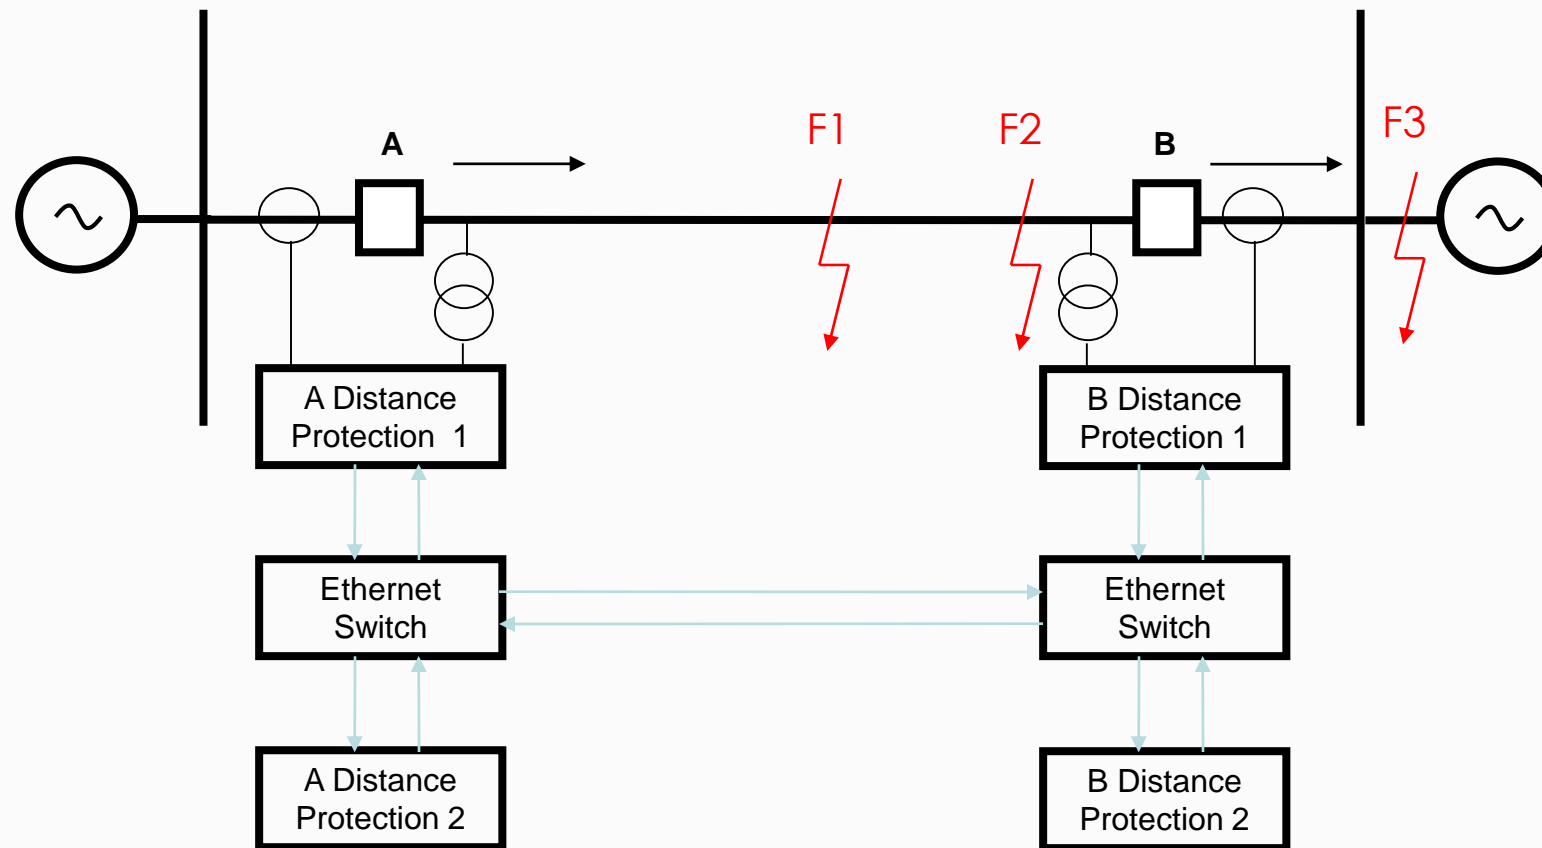 F1
F2
F3
A
B
A Distance
Protection 1
B Distance
Protection 1
Ethernet
Switch
Ethernet
Switch
A Distance
Protection 2
B Distance
Protection 2